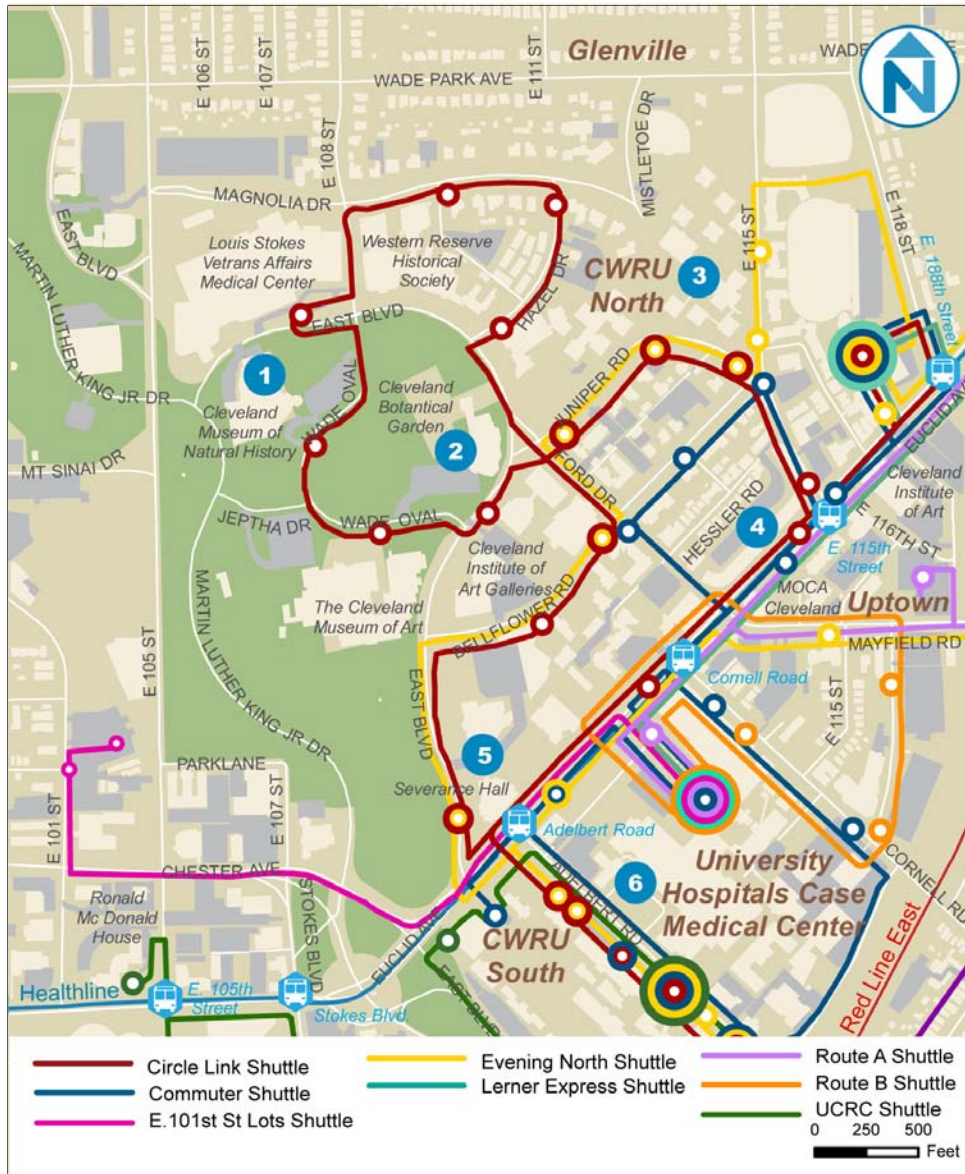 E 106 ST
E 107 ST
E 111 ST
Glenville
WADE
N
WADE PARK AVE
E 108 ST
MISTLETOE DR
MAGNOLIA DR
EAST BLVD
MARTIN LUTHER KING JR DR
Louis Stokes
Vetrans Affairs
Medical Center
Western Reserve
Historical
Society
HAZEL DR
CWRU
North
3
E 115 ST
E 118 ST
E. 188th Street
EAST BLVD
1
Cleveland
Museum of
Natural History
WADE OVAL
Cleveland
Botanical
Garden
2
JUNIPER RD
FORD DR
EUCLID AVE
MT SINAI DR
JEPTHA DR
WADE OVAL
Cleveland
Institute of
Art Galleries
HESSLER RD
4
Cleveland
Institute
of Art
E 116TH ST
E. 115th
Street
MOCA
Cleveland
Uptown
MAYFIELD RD
The Cleveland
Museum of Art
BELLFLOWER RD
EAST BLVD
MARTIN LUTHER KING JR DR
E 105 ST
Cornell Road
E 115 ST
PARKLANE
5
Severance Hall
E 101 ST
E 107 ST
Adelbert Road
CHESTER AVE
STOKES BLVD
Ronald
Mc Donald
House
EUCLID AVE
ADELBERT RD
6
University
Hospitals Case
Medical Center
CORNELL RD
CWRU
South
EAST BLVD
Red Line East
Healthline
E. 105th
Street
Stokes Blvd
Circle Link Shuttle
Commuter Shuttle
E.101st St Lots Shuttle
Evening North Shuttle
Lerner Express Shuttle
Route A Shuttle
Route B Shuttle
UCRC Shuttle
0 250 500
Feet